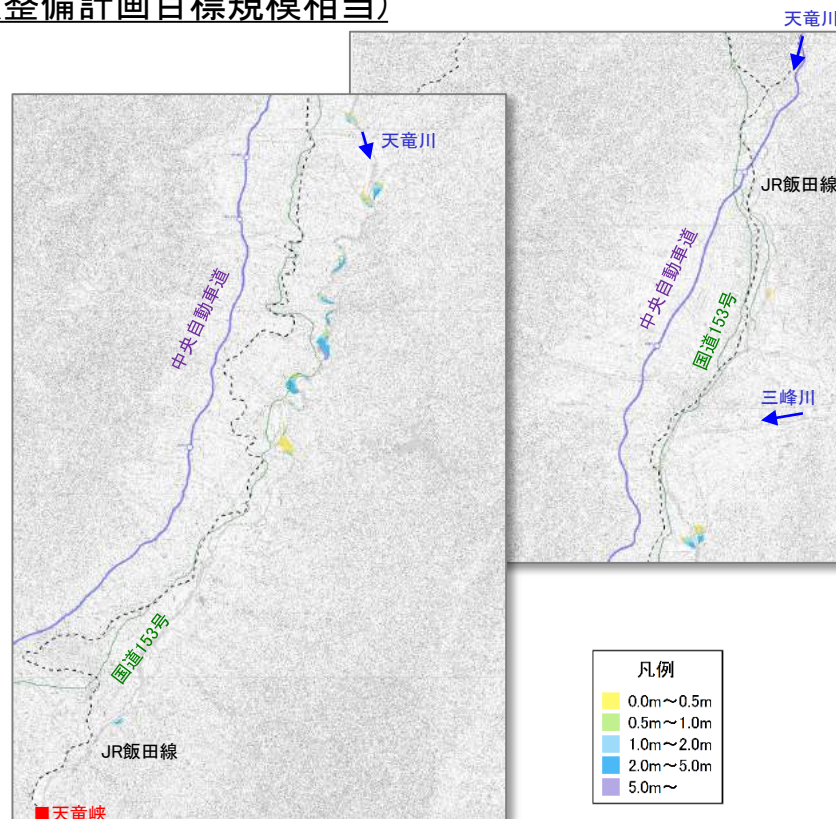 整備計画目標規模相当)
天竜川
天竜川
JR飯田線
中央自動車道
中央自動車道
国道153号
三峰川
国道153号
JR飯田線
■天竜峡
凡例
0.0m～0.5m
0.5m～1.0m
1.0m～2.0m
2.0m～5.0m
5.0m～